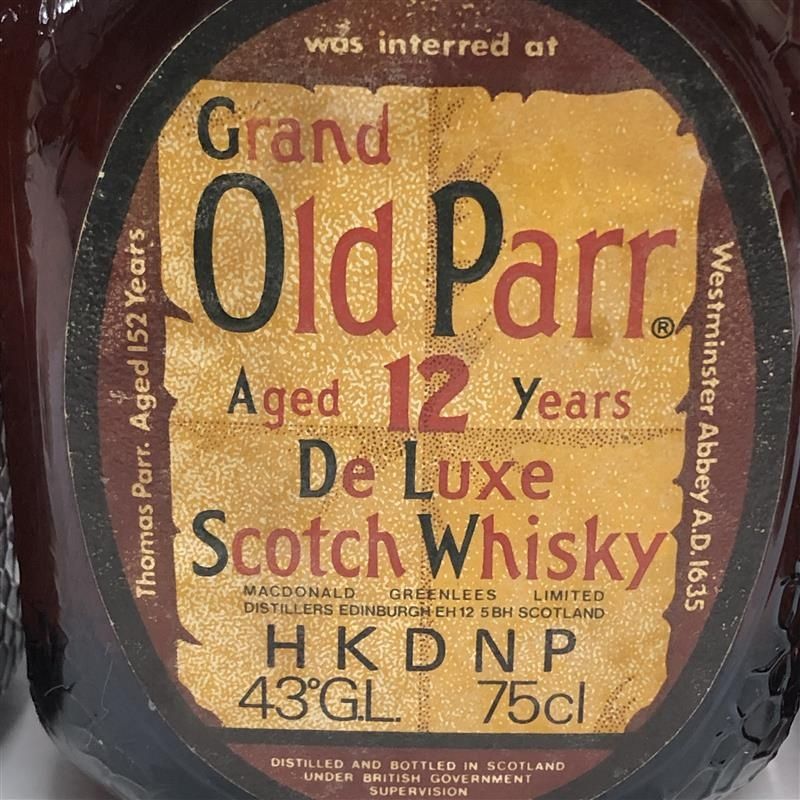 Thomas Parr. Aged 152 Years
was interred at
Westminster Abbey A.D. 1635
Grand
Old Parr®
Aged 12 Years
De Luxe
Scotch Whisky
MACDONALD GREENLEES LIMITED
DISTILLERS EDINBURGH EH12 5BH SCOTLAND
H K D N P
43°G.L. 75cl
DISTILLED AND BOTTLED IN SCOTLAND
UNDER BRITISH GOVERNMENT
SUPERVISION